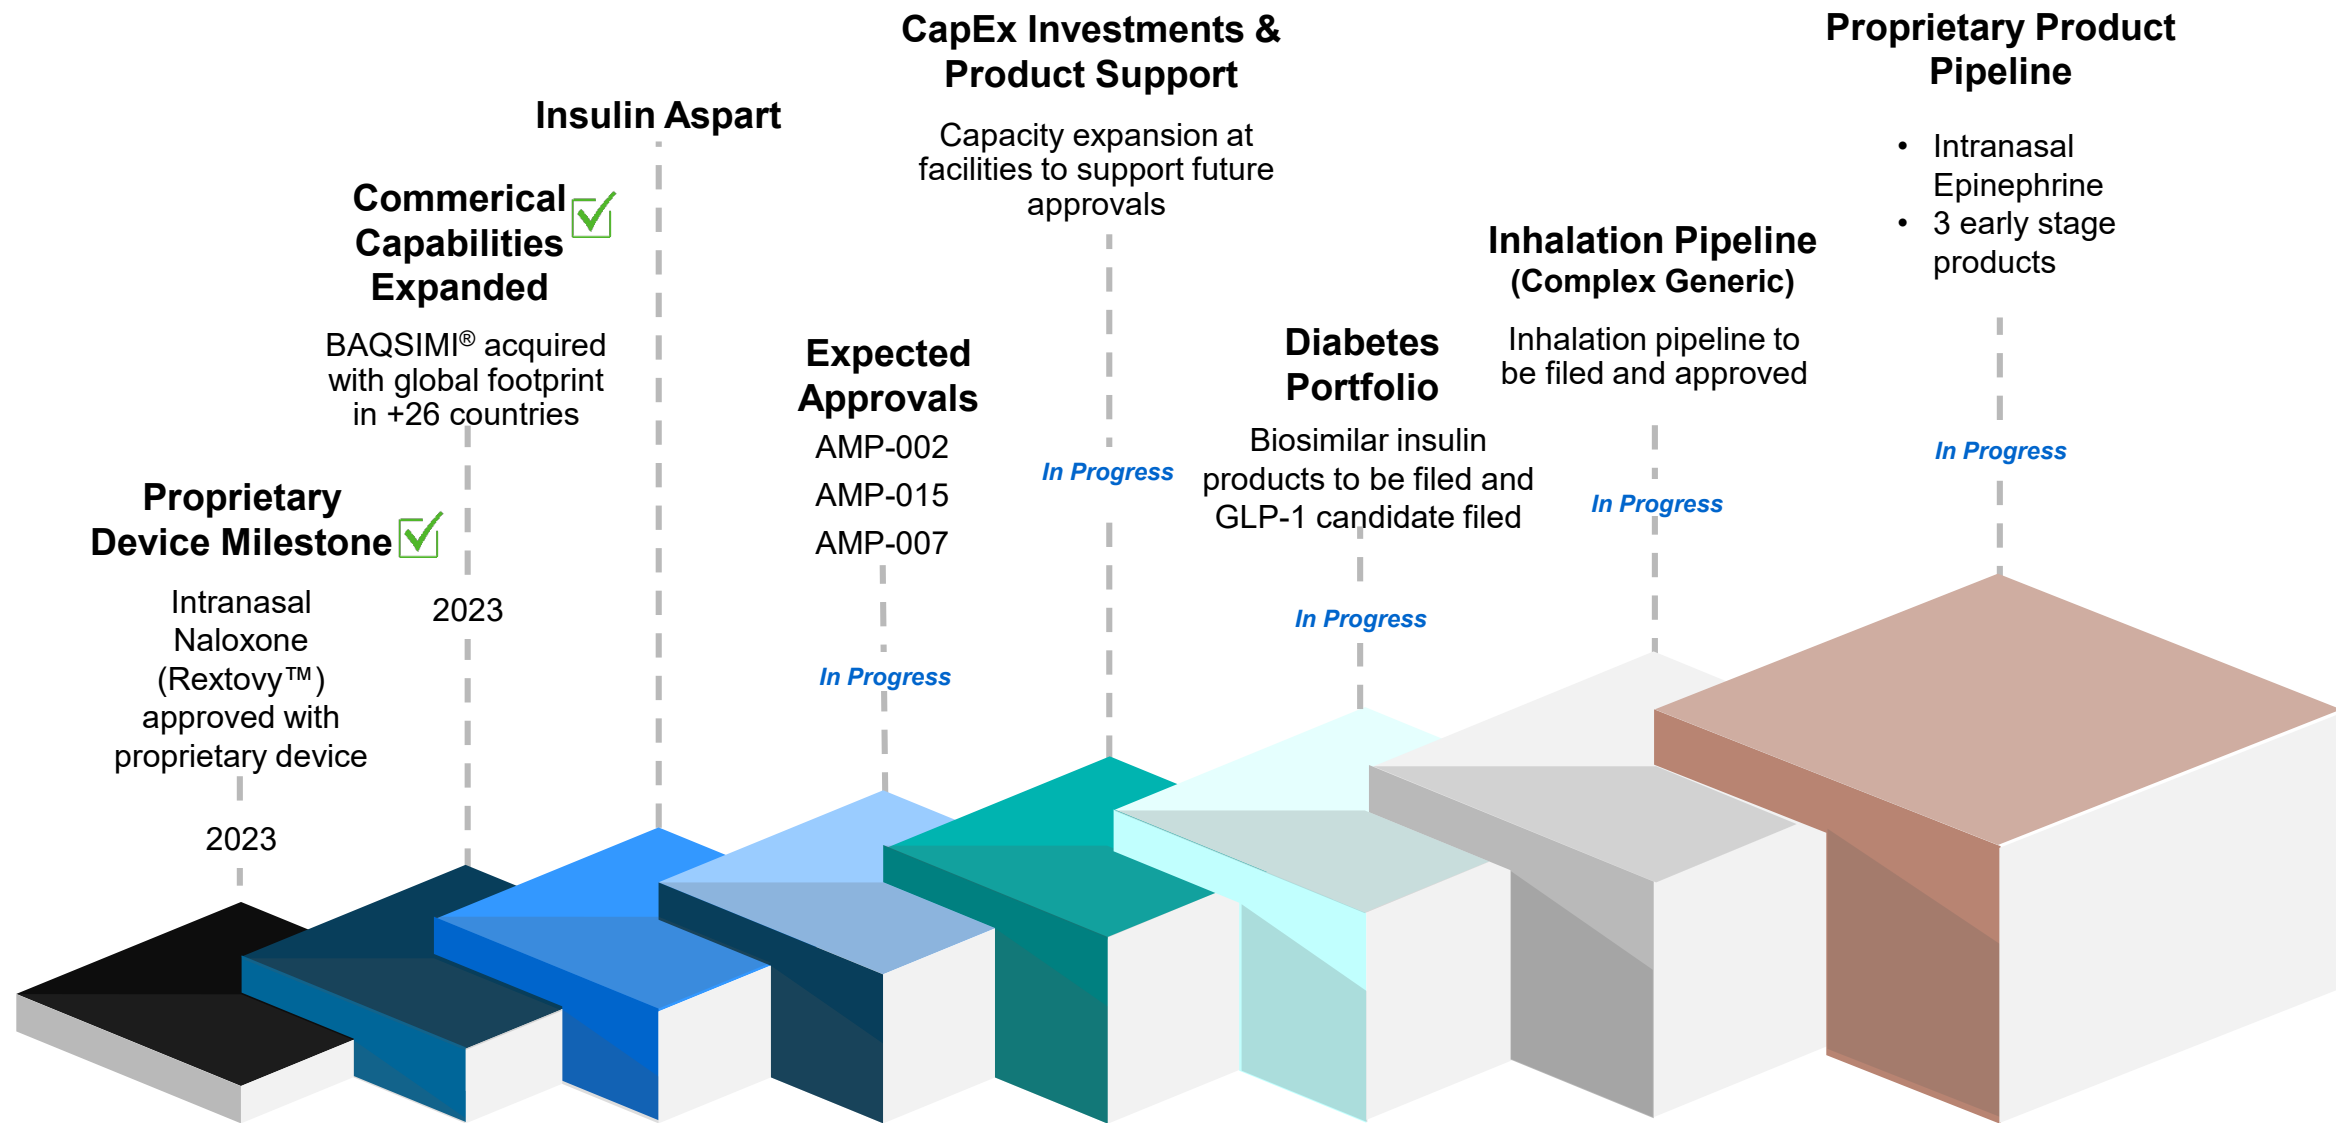 Proprietary
Device Milestone
Intranasal
Naloxone
(Rextovy™)
approved with
proprietary device
2023
Commerical
Capabilities
Expanded
BAQSIMI® acquired
with global footprint
in +26 countries
2023
Insulin Aspart
Expected
Approvals
AMP-002
AMP-015
AMP-007
In Progress
CapEx Investments &
Product Support
Capacity expansion at
facilities to support future
approvals
In Progress
Diabetes
Portfolio
Biosimilar insulin
products to be filed and
GLP-1 candidate filed
In Progress
Inhalation Pipeline
(Complex Generic)
Inhalation pipeline to
be filed and approved
In Progress
Proprietary Product
Pipeline
• Intranasal
Epinephrine
• 3 early stage
products
In Progress